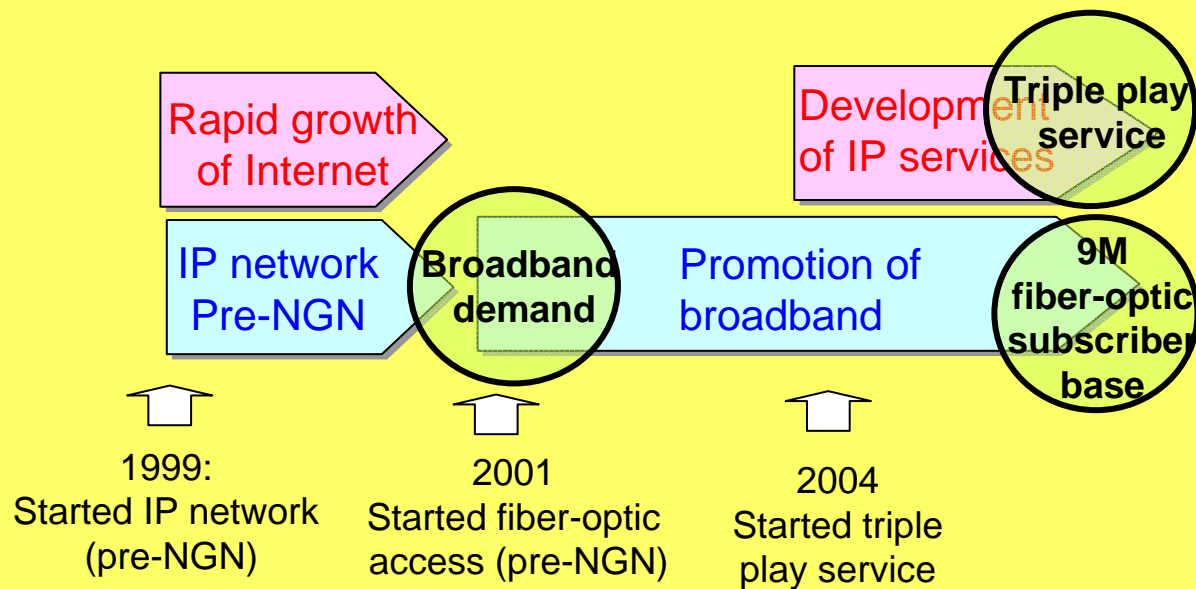 Rapid growth
of Internet
Development
of IP services
Triple play
service
IP network
Pre-NGN
Broadband
demand
Promotion of
broadband
9M
fiber-optic
subscriber
base
1999:
Started IP network
(pre-NGN)
2001
Started fiber-optic
access (pre-NGN)
2004
Started triple
play service